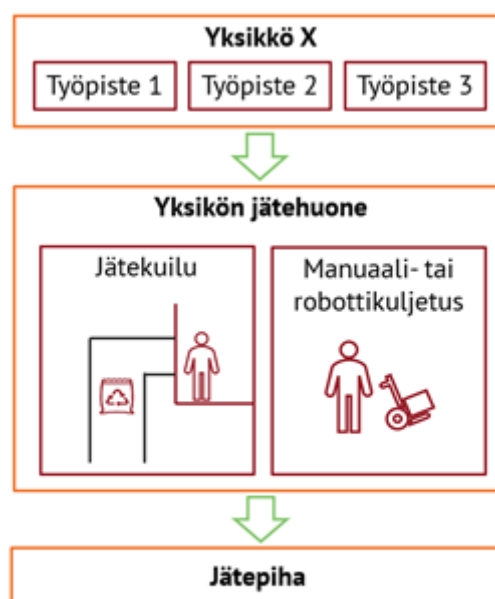 Yksikkö X
Työpiste 1 Työpiste 2 Työpiste 3
Yksikön jätehuone
Jätekuilu
Manuaali- tai
robottikuljetus
Jätepiha